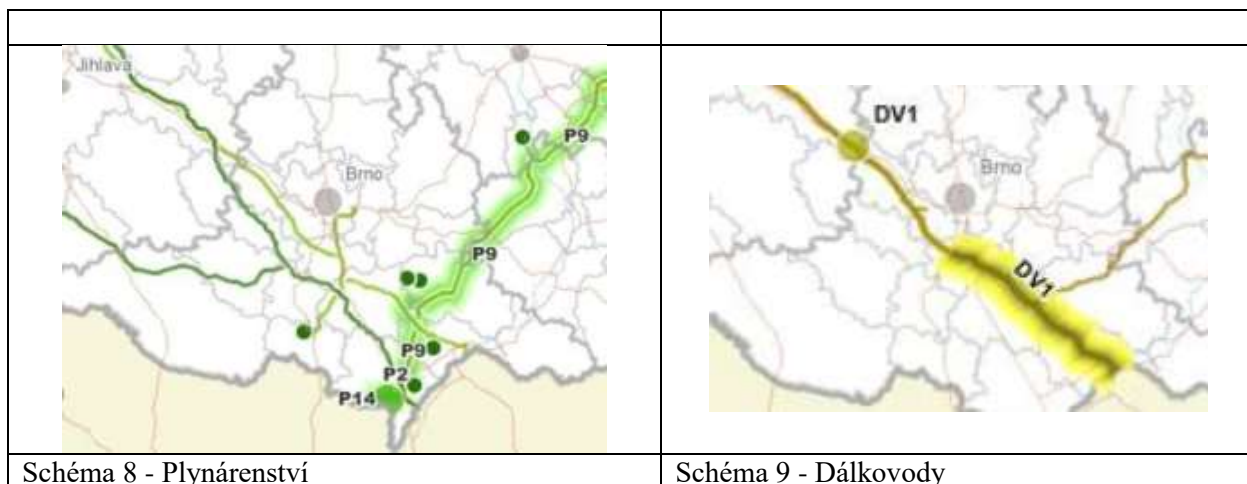 Jihlava
P9
Brno
P9
P9
P2
P14
DV1
Brno
DV1
Schéma 8 - Plynárenství
Schéma 9 - Dálkovody